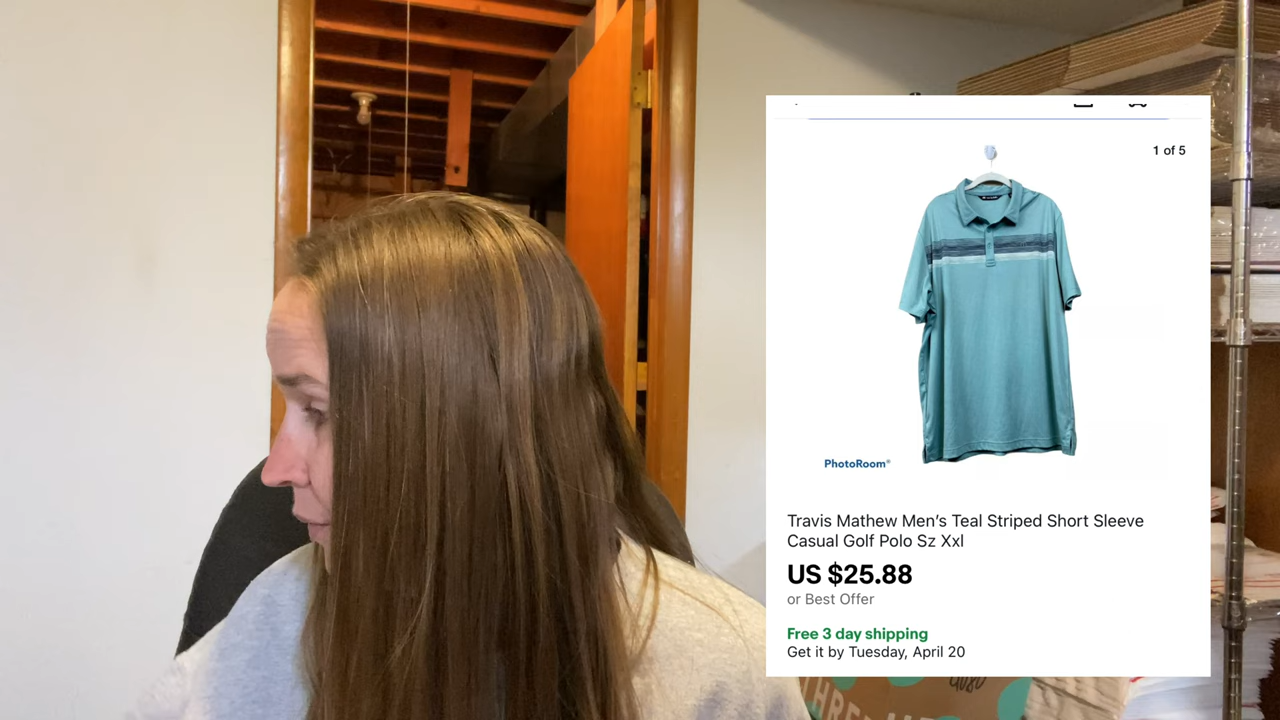 1 of 5
PhotoRoom®
Travis Mathew Men's Teal Striped Short Sleeve
Casual Golf Polo Sz Xxl
US $25.88
or Best Offer
Free 3 day shipping
Get it by Tuesday, April 20